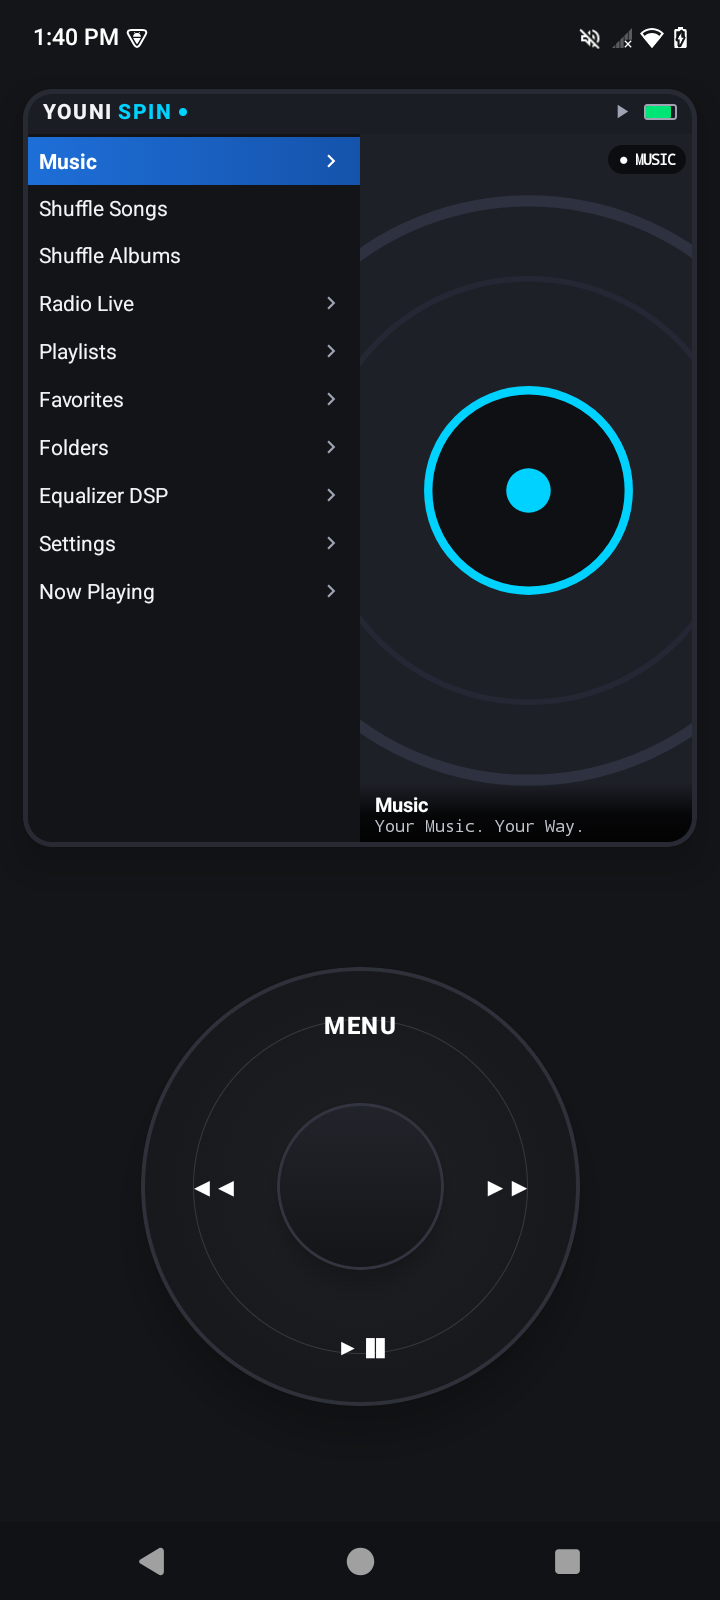 1:40 PM
YOUNI SPIN
Music
MUSIC
Shuffle Songs
Shuffle Albums
Radio Live
Playlists
Favorites
Folders
Equalizer DSP
Settings
Now Playing
Music
Your Music. Your Way.
MENU